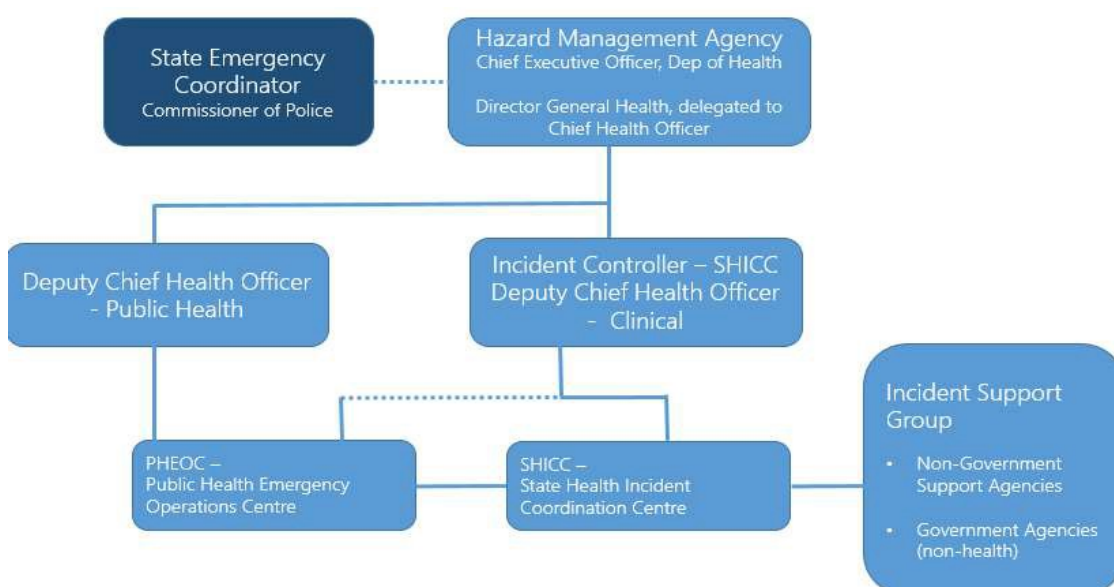 State Emergency
Coordinator
Commissioner of Police
Hazard Management Agency
Chief Executive Officer, Dep of Health
Director General Health, delegated to
Chief Health Officer
Deputy Chief Health Officer
- Public Health
Incident Controller – SHICC
Deputy Chief Health Officer
- Clinical
PHEOC –
Public Health Emergency
Operations Centre
SHICC –
State Health Incident
Coordination Centre
Incident Support
Group
• Non-Government
Support Agencies
• Government Agencies
(non-health)